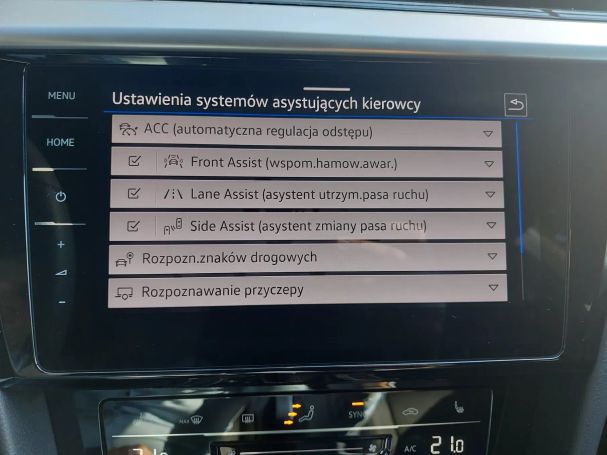 MENU
Ustawienia systemów asystujących kierowcy
ACC (automatyczna regulacja odstępu)
HOME
Front Assist (wspom.hamow.awar.)
Lane Assist (asystent utrzym.pasa ruchu)
Side Assist (asystent zmiany pasa ruchu)
+
Rozpozn.znaków drogowych
-
Rozpoznawanie przyczepy
MAX
SYNC
A/C
21.0